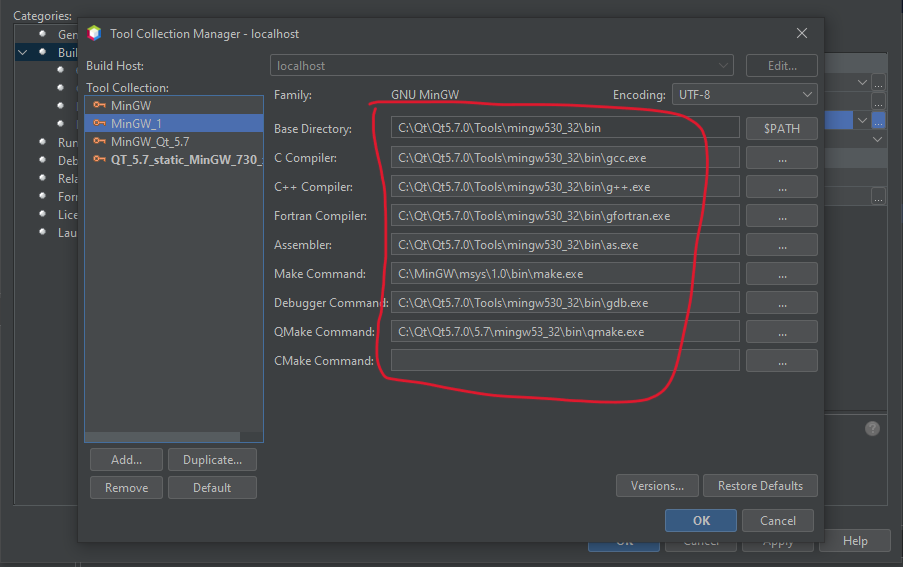 Categories:
Tool Collection Manager - localhost
Build Host:
localhost
Edit...
Tool Collection:
Family:
GNU MinGW
Encoding:
UTF-8
MinGW
MinGW_1
MinGW_Qt_5.7
QT_5.7_static_MinGW_730_
Base Directory:
C:\Qt\Qt5.7.0\Tools\mingw530_32\bin
$PATH
C Compiler:
C:\Qt\Qt5.7.0\Tools\mingw530_32\bin\gcc.exe
...
C++ Compiler:
C:\Qt\Qt5.7.0\Tools\mingw530_32\bin\g++.exe
...
Fortran Compiler:
C:\Qt\Qt5.7.0\Tools\mingw530_32\bin\gfortran.exe
...
Assembler:
C:\Qt\Qt5.7.0\Tools\mingw530_32\bin\as.exe
...
Make Command:
C:\MinGW\msys\1.0\bin\make.exe
...
Debugger Command:
C:\Qt\Qt5.7.0\Tools\mingw530_32\bin\gdb.exe
...
QMake Command:
C:\Qt\Qt5.7.0\5.7\mingw53_32\bin\qmake.exe
...
CMake Command:
...
Add...
Duplicate...
Remove
Default
Versions...
Restore Defaults
OK
Cancel
Gen
Buil
Run
Deb
Rela
Forr
Lice
Lau
...
...
...
...
?
OK
Cancel
Apply
Help